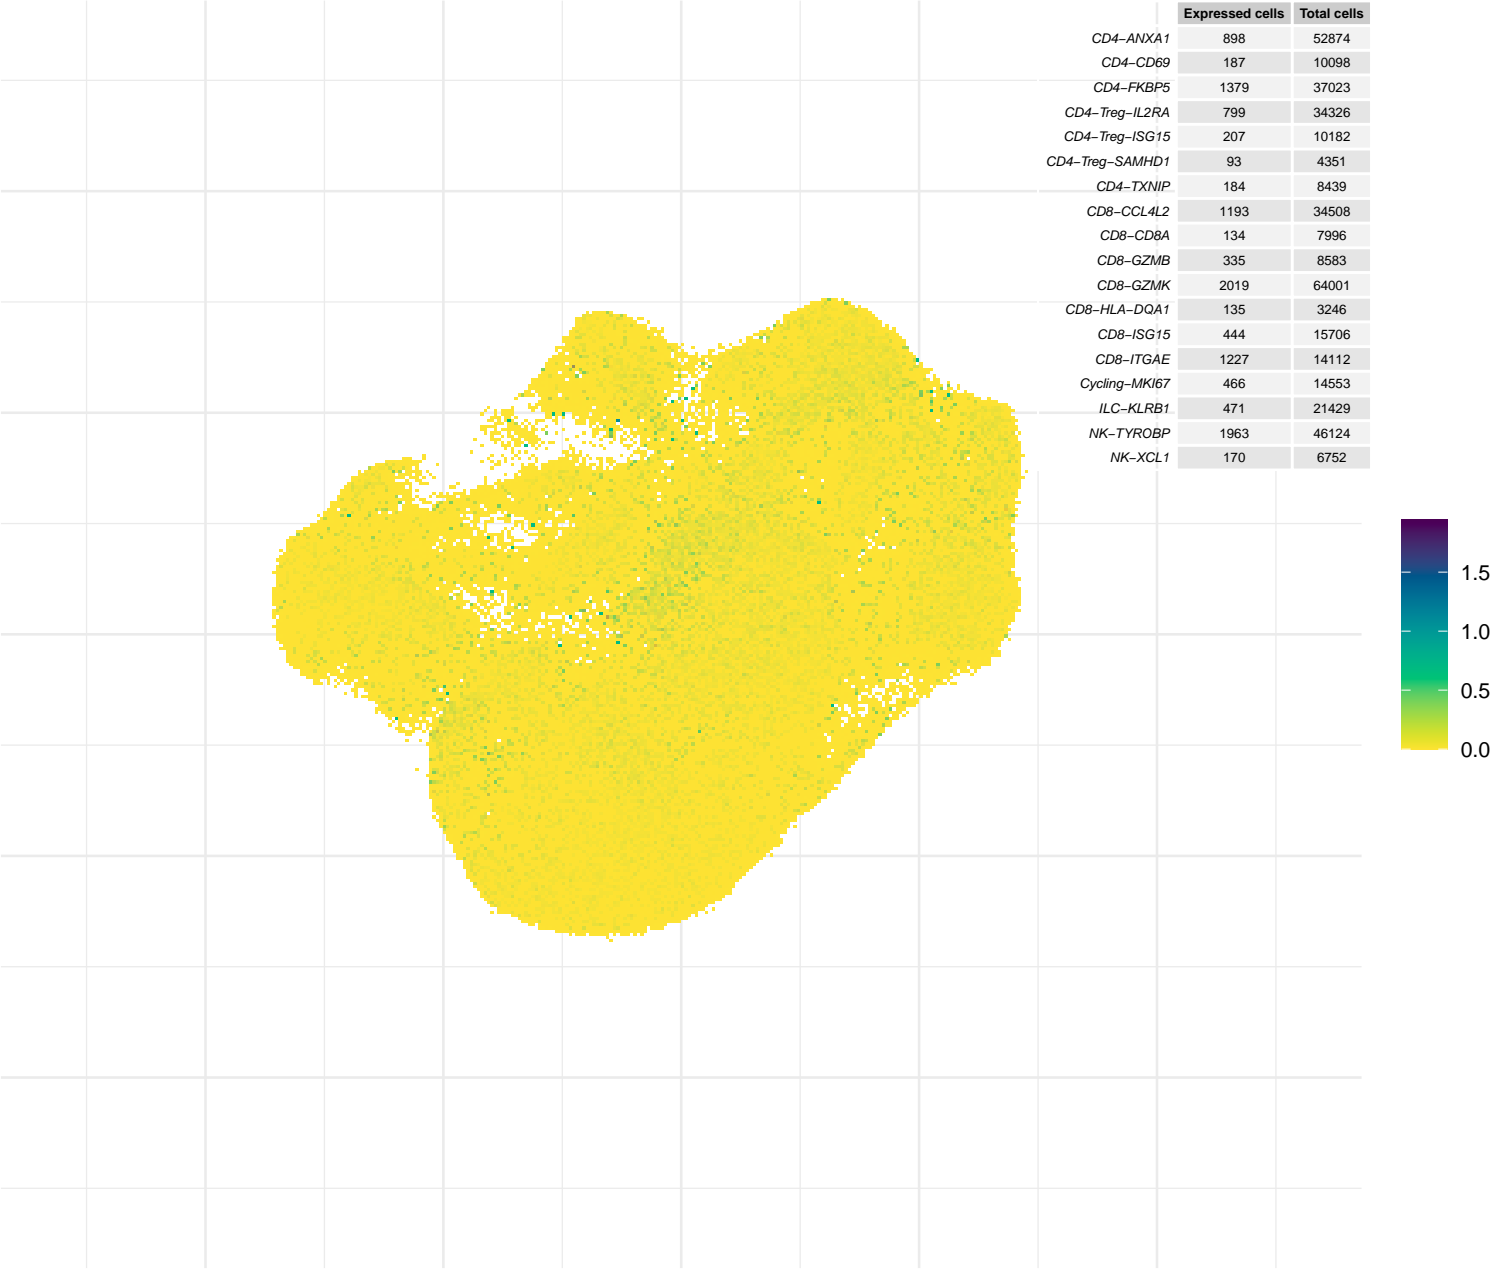 Expressed cells Total cells
CD4−ANXA1 898 52874
CD4−CD69 187 10098
CD4−FKBP5 1379 37023
CD4−Treg−IL2RA 799 34326
CD4−Treg−ISG15 207 10182
CD4−Treg−SAMHD1 93 4351
CD4−TXNIP 184 8439
CD8−CCL4L2 1193 34508
CD8−CD8A 134 7996
CD8−GZMB 335 8583
CD8−GZMK 2019 64001
CD8−HLA−DQA1 135 3246
CD8−ISG15 444 15706
CD8−ITGAE 1227 14112
Cycling−MKI67 466 14553
ILC−KLRB1 471 21429
NK−TYROBP 1963 46124
NK−XCL1 170 6752
1.5
1.0
0.5
0.0